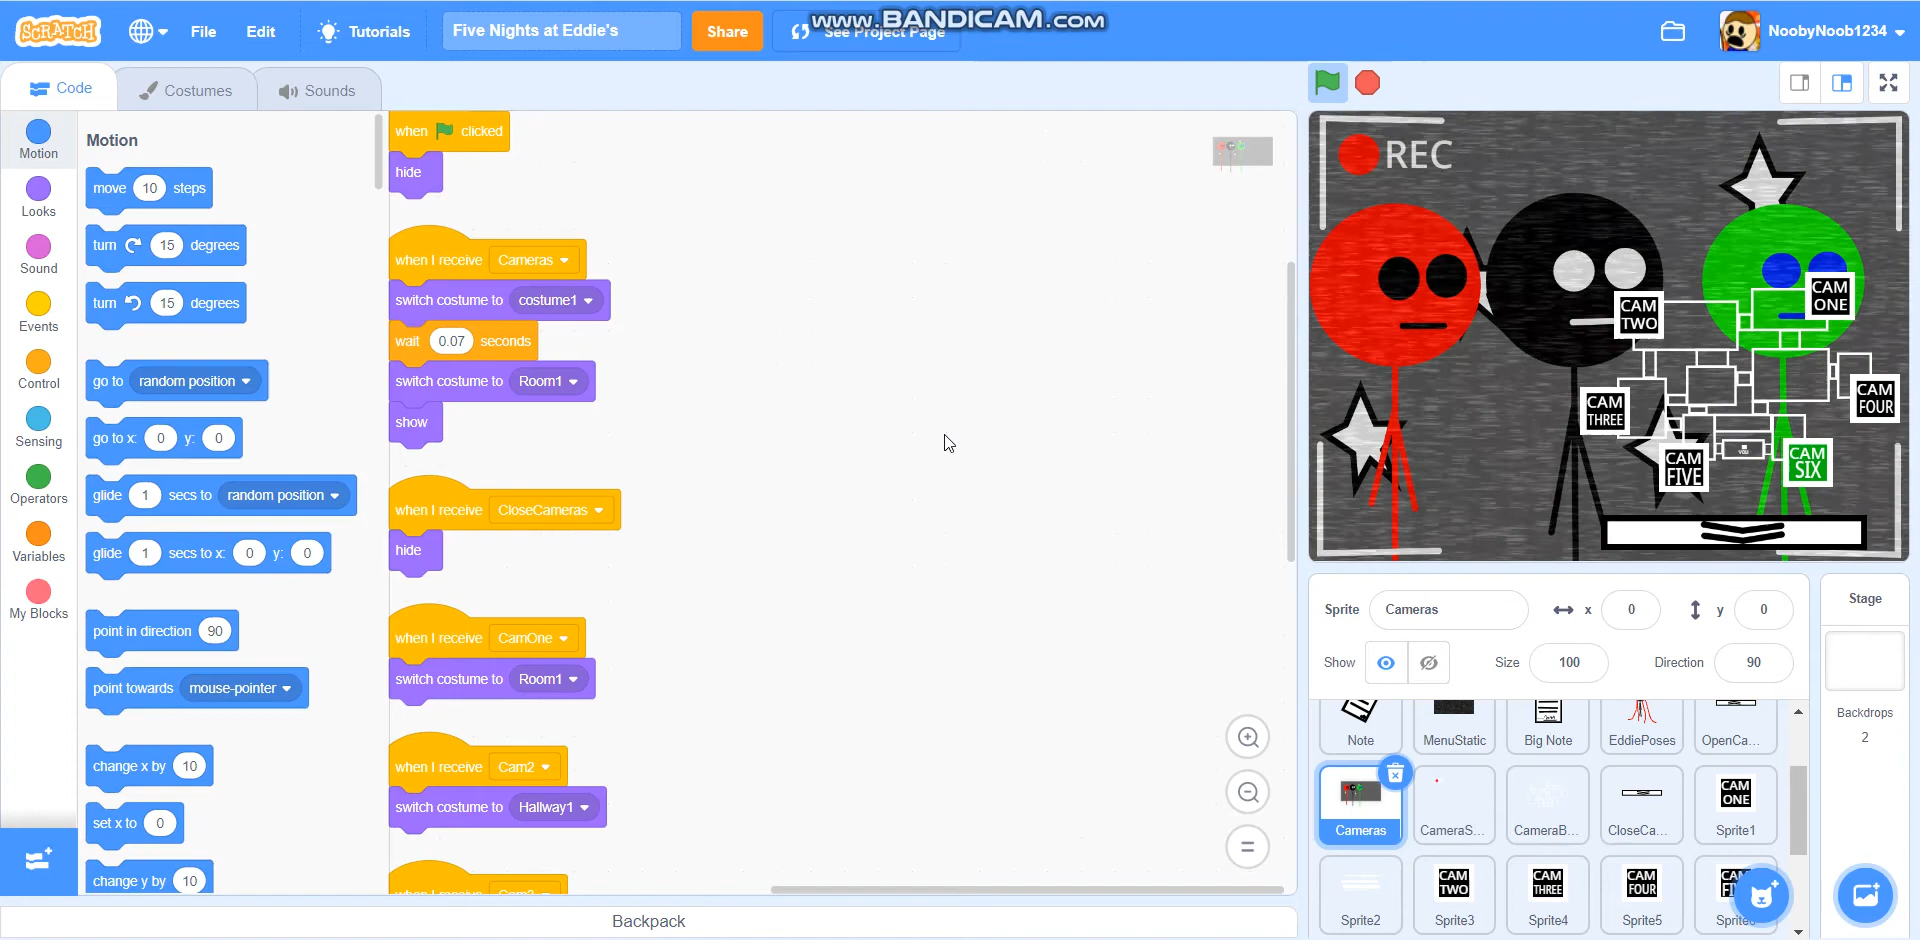 www.BANDICAM.com
SCRATCH
File
Edit
Tutorials
Five Nights at Eddie's
Share
See Project Page
NoobyNoob1234
Code
Costumes
Sounds
Motion
Looks
Sound
Events
Control
Sensing
Operators
Variables
My Blocks
Motion
move 10 steps
turn 15 degrees
turn 15 degrees
go to random position
go to x: 0 y: 0
glide 1 secs to random position
glide 1 secs to x: 0 y: 0
point in direction 90
point towards mouse-pointer
change x by 10
set x to 0
change y by 10
when clicked
hide
when I receive Cameras
switch costume to costume1
wait 0.07 seconds
switch costume to Room1
show
when I receive CloseCameras
hide
when I receive CamOne
switch costume to Room1
when I receive Cam2
switch costume to Hallway1
when I receive Cam3
Backpack
REC
CAM
ONE
CAM
TWO
CAM
THREE
CAM
FOUR
CAM
FIVE
CAM
SIX
YOU
Sprite Cameras x 0 y 0
Show Size 100 Direction 90
Note
MenuStatic
Big Note
EddiePoses
OpenCa...
Cameras
CameraS...
CameraB...
CloseCa...
CAM
ONE
Sprite1
Sprite2
CAM
TWO
Sprite3
CAM
THREE
Sprite4
CAM
FOUR
Sprite5
Stage
Backdrops
2